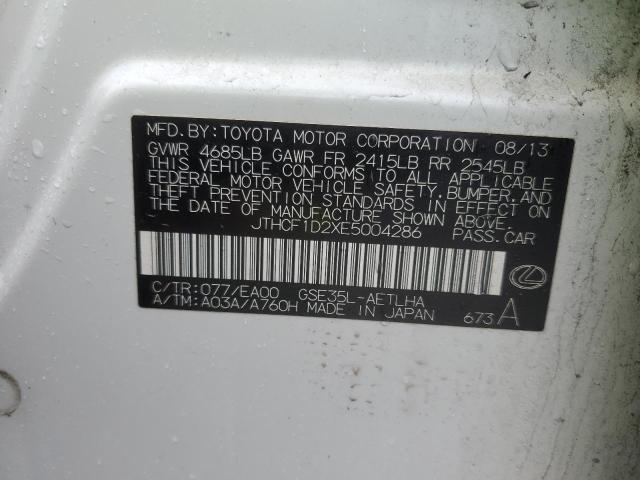 MFD.BY:TOYOTA MOTOR CORPORATION 08/13
GVWR 4685LB GAWR FR 2415LB RR 2545LB
THIS VEHICLE CONFORMS TO ALL APPLICABLE
FEDERAL MOTOR VEHICLE SAFETY,BUMPER,AND
THEFT PREVENTION STANDARDS IN EFFECT ON
THE DATE OF MANUFACTURE SHOWN ABOVE.
JTHCF1D2XE5004286 PASS.CAR
C/TR:077/EA00 GSE35L-AETLHA
A/TM:A03A/A760H MADE IN JAPAN 673 A